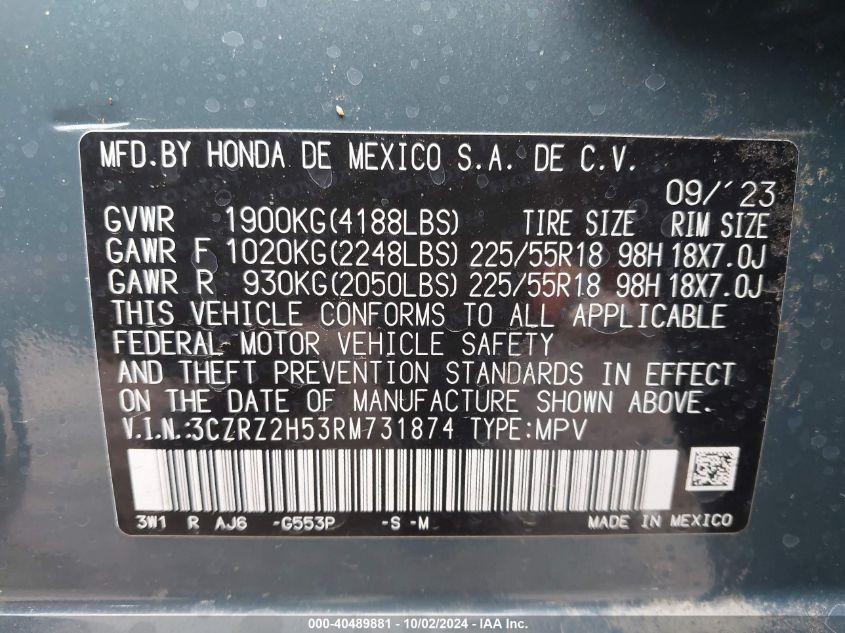 MFD.BY HONDA DE MEXICO S.A. DE C.V.
09/'23
GVWR 1900KG(4188LBS) TIRE SIZE RIM SIZE
GAWR F 1020KG(2248LBS) 225/55R18 98H 18X7.0J
GAWR R 930KG(2050LBS) 225/55R18 98H 18X7.0J
THIS VEHICLE CONFORMS TO ALL APPLICABLE
FEDERAL MOTOR VEHICLE SAFETY
AND THEFT PREVENTION STANDARDS IN EFFECT
ON THE DATE OF MANUFACTURE SHOWN ABOVE.
V.I.N.:3CZRZ2H53RM731874 TYPE:MPV
3W1 R AJ6 -G553P -S -M MADE IN MEXICO
000-40489881 - 10/02/2024 - IAA Inc.